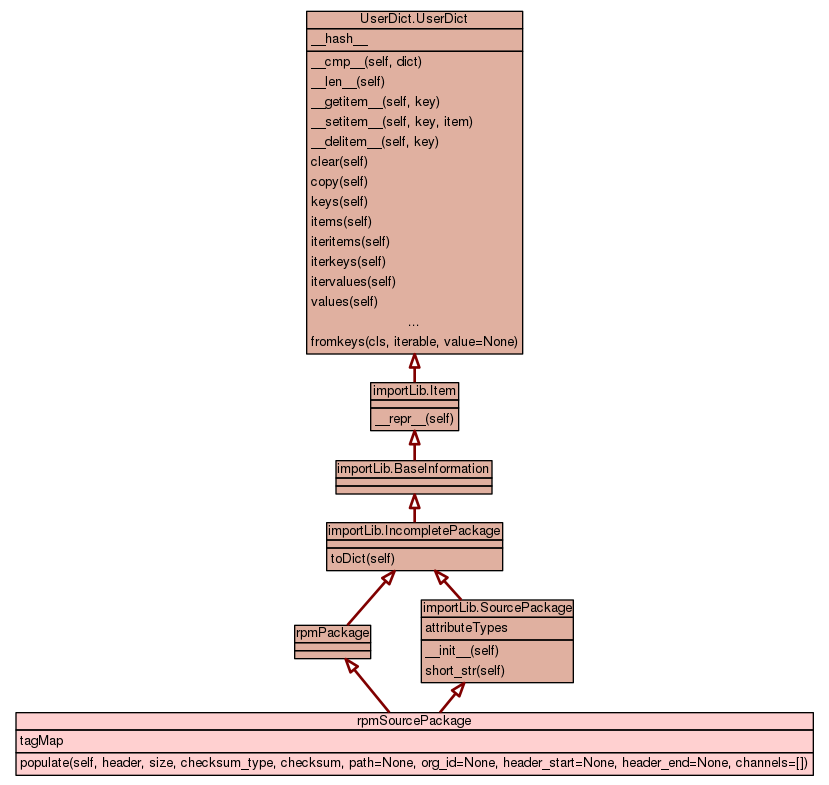 UserDict.UserDict
__hash__
__cmp__(self, dict)
__len__(self)
__getitem__(self, key)
__setitem__(self, key, item)
__delitem__(self, key)
clear(self)
copy(self)
keys(self)
items(self)
iteritems(self)
iterkeys(self)
itervalues(self)
values(self)
...
fromkeys(cls, iterable, value=None)
importLib.Item
__repr__(self)
importLib.BaseInformation
importLib.IncompletePackage
toDict(self)
importLib.SourcePackage
attributeTypes
__init__(self)
short_str(self)
rpmPackage
rpmSourcePackage
tagMap
populate(self, header, size, checksum_type, checksum, path=None, org_id=None, header_start=None, header_end=None, channels=[])